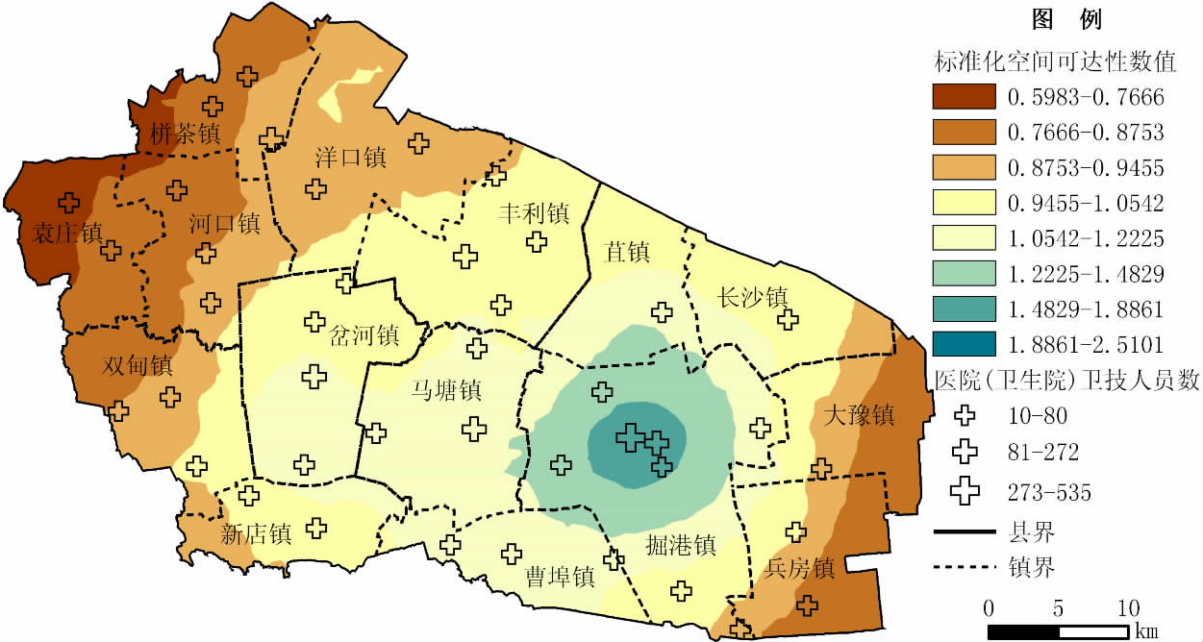 图 例
标准化空间可达性数值
0.5983-0.7666
0.7666-0.8753
0.8753-0.9455
0.9455-1.0542
1.0542-1.2225
1.2225-1.4829
1.4829-1.8861
1.8861-2.5101
医院(卫生院)卫技人员数
10-80
81-272
273-535
县界
镇界
0 5 10
km
栟茶镇
洋口镇
袁庄镇
河口镇
丰利镇
苴镇
长沙镇
岔河镇
双甸镇
马塘镇
大豫镇
新店镇
曹埠镇
掘港镇
兵房镇